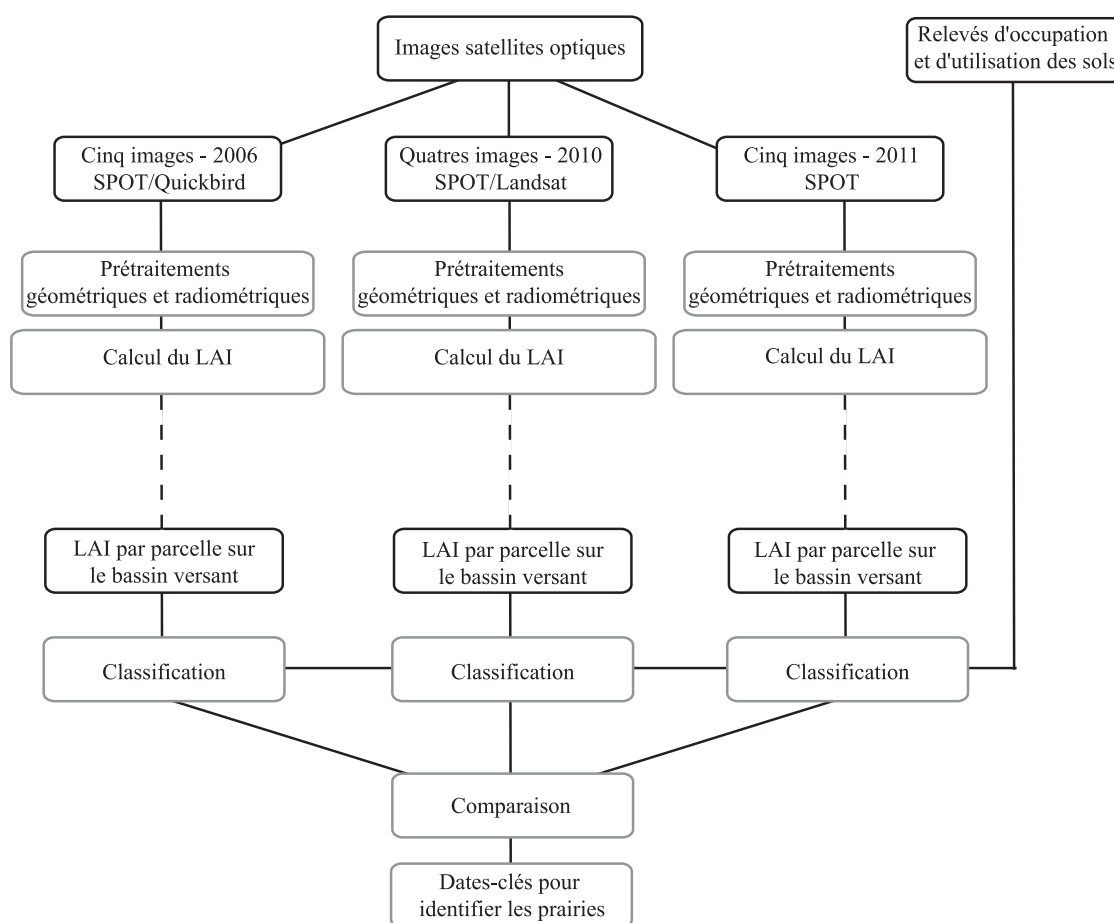 Images satellites optiques
Relevés d'occupation
et d'utilisation des sols
Cinq images - 2006
SPOT/Quickbird
Quatres images - 2010
SPOT/Landsat
Cinq images - 2011
SPOT
Prétraitements
géométriques et radiométriques
Prétraitements
géométriques et radiométriques
Prétraitements
géométriques et radiométriques
Calcul du LAI
Calcul du LAI
Calcul du LAI
LAI par parcelle sur
le bassin versant
LAI par parcelle sur
le bassin versant
LAI par parcelle sur
le bassin versant
Classification
Classification
Classification
Comparaison
Dates-clés pour
identifier les prairies